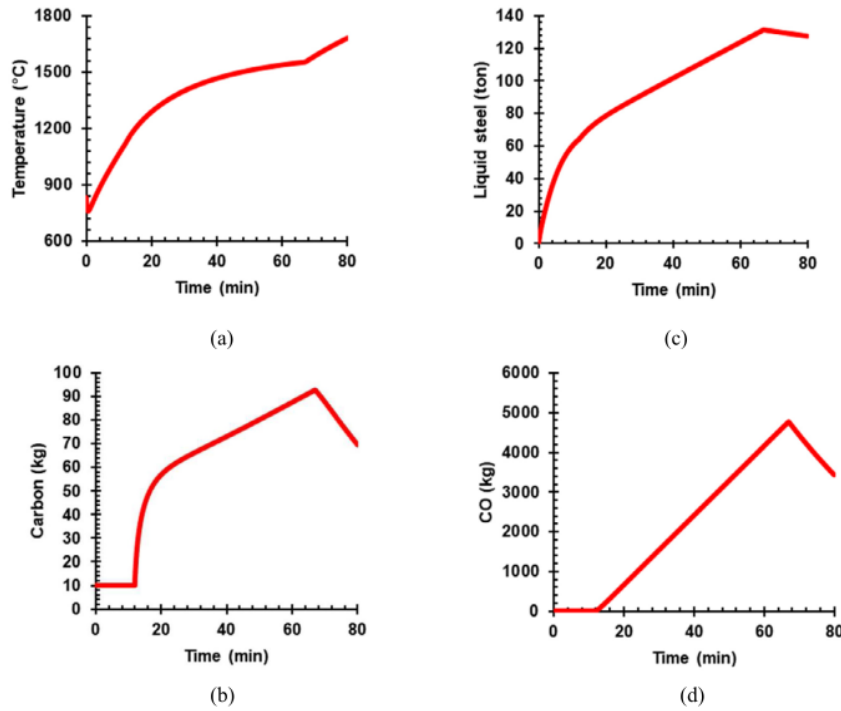 1800
1500
1200
900
600
Temperature (°C)
0 20 40 60 80
Time (min)
(a)
140
120
100
80
60
40
20
0
Liquid steel (ton)
0 20 40 60 80
Time (min)
(c)
100
90
80
70
60
50
40
30
20
10
0
Carbon (kg)
0 20 40 60 80
Time (min)
(b)
6000
5000
4000
3000
2000
1000
0
CO (kg)
0 20 40 60 80
Time (min)
(d)